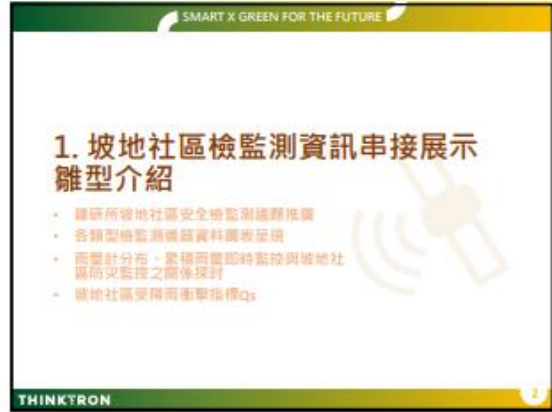 SMART X GREEN FOR THE FUTURE
1. 坡地社區檢監測資訊串接展示
雛型介紹
• 建研所坡地社區安全檢監測議題推廣
• 各類型檢監測儀器資料圖表呈現
• 雨量計分布、累積雨量即時監控與坡地社
區防災監控之關係探討
• 坡地社區受降雨衝擊指標Qs
THINKTRON
2